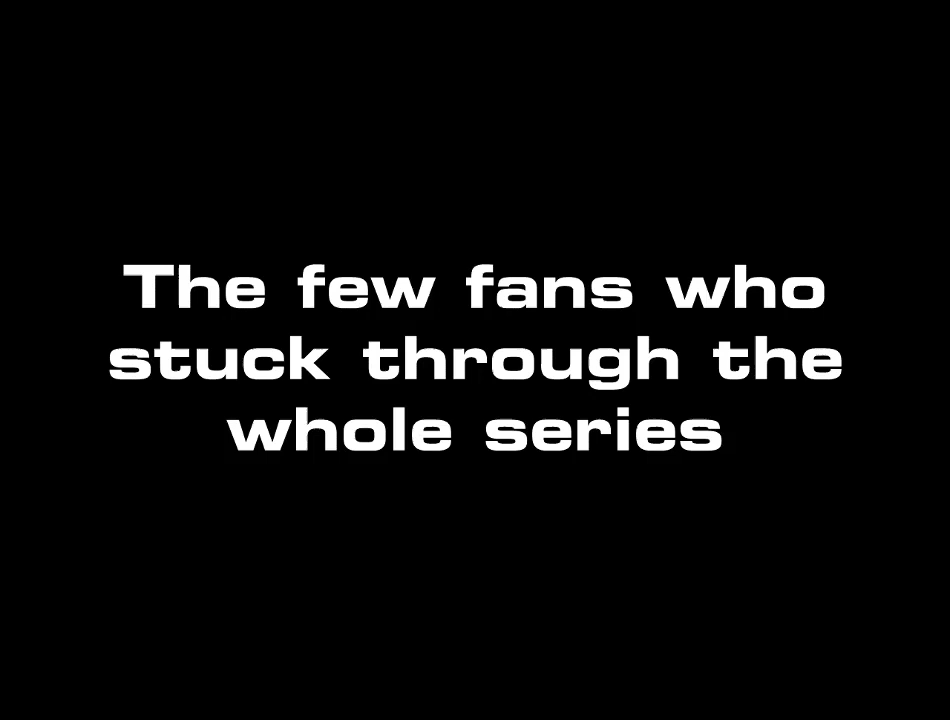 The few fans who
stuck through the
whole series